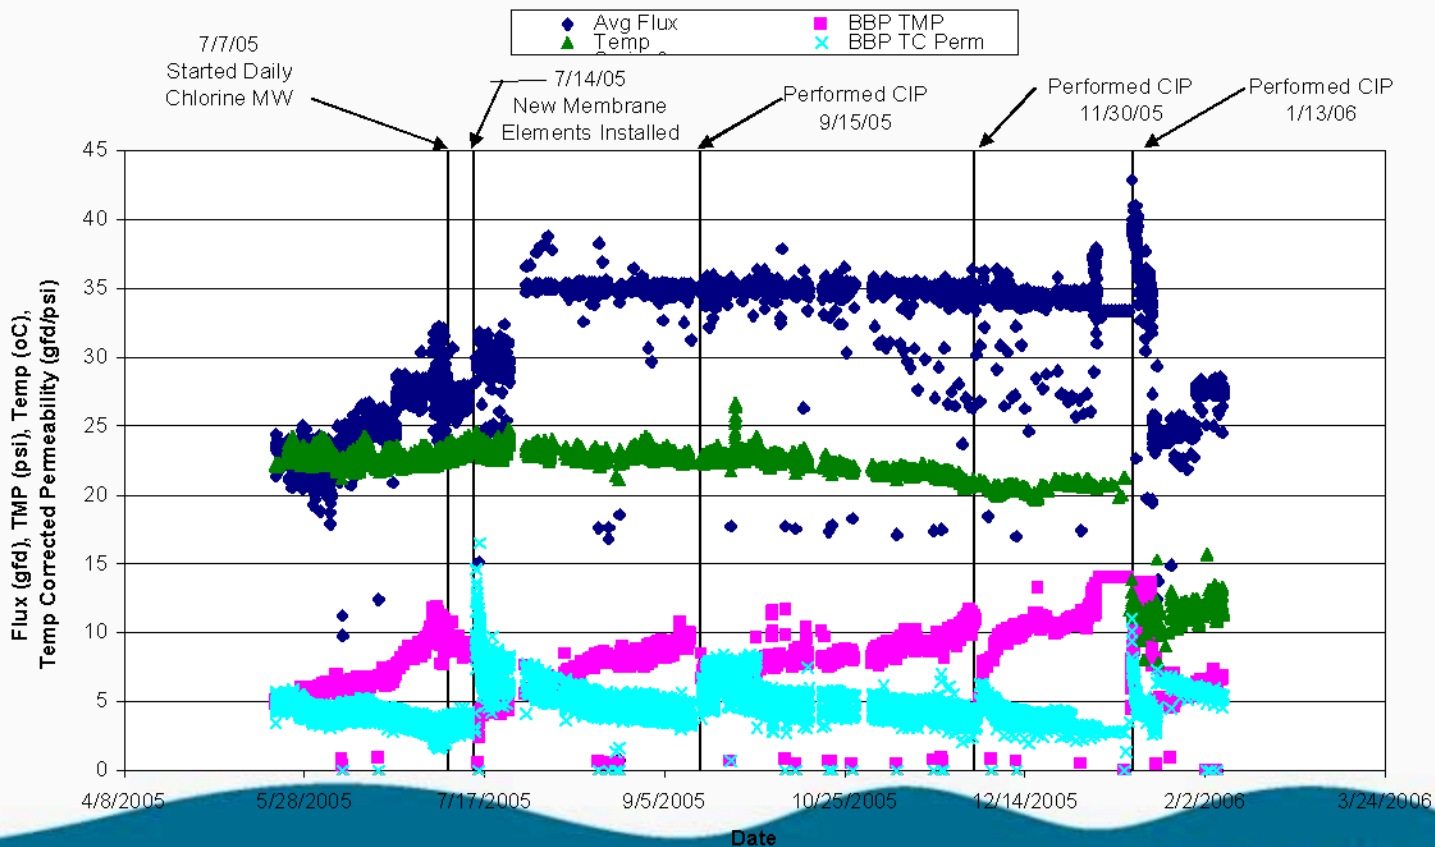 Avg Flux
BBP TMP
Temp
BBP TC Perm
7/7/05
Started Daily
Chlorine MW
7/14/05
New Membrane
Elements Installed
Performed CIP
9/15/05
Performed CIP
11/30/05
Performed CIP
1/13/06
Flux (gfd), TMP (psi), Temp (oC),
Temp Corrected Permeability (gfd/psi)
45
40
35
30
25
20
15
10
5
0
4/8/2005
5/28/2005
7/17/2005
9/5/2005
10/25/2005
12/14/2005
2/2/2006
3/24/2006
Date